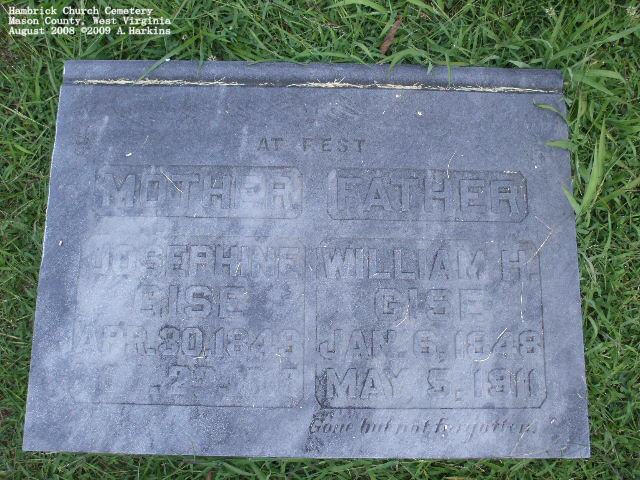 Hambrick Church Cemetery
Mason County, West Virginia
August 2008 ©2009 A.Harkins
AT REST
MOTHER
FATHER
JOSEPHINE
GISE
APR.30,1849
WILLIAM H.
GISE
JAN. 6, 1848
MAY, 5, 1911
Gone but not forgotten.